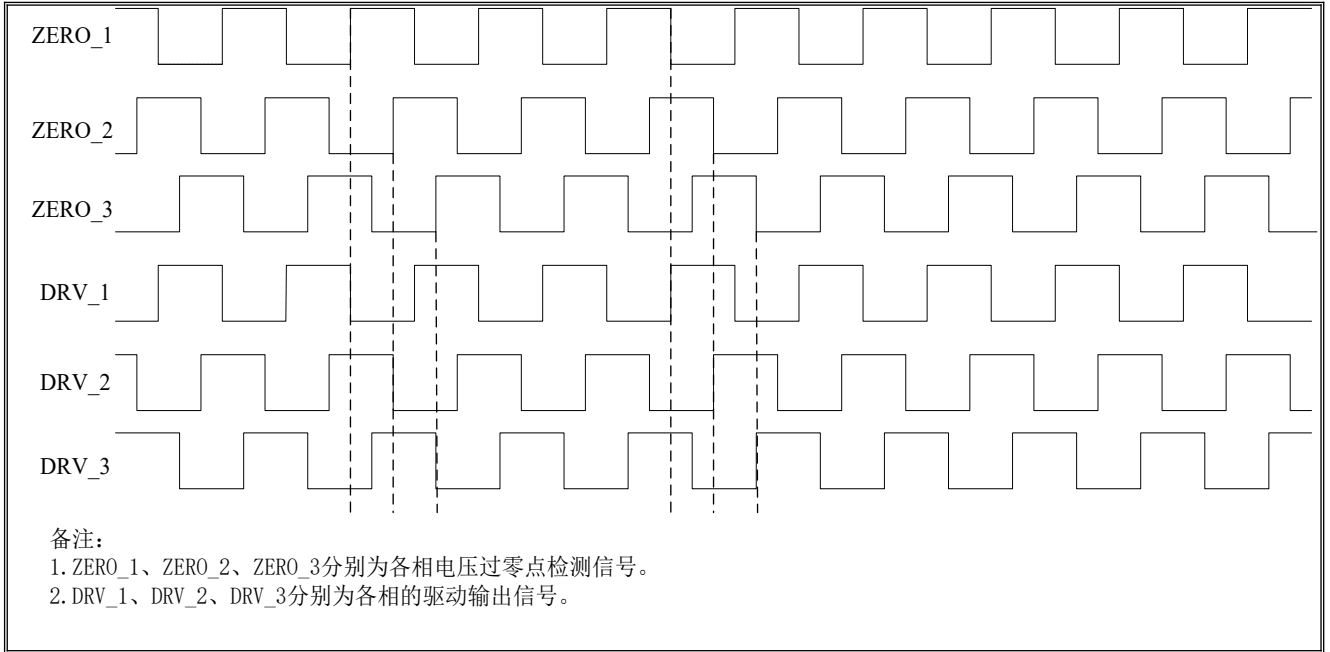 ZERO_1
ZERO_2
ZERO_3
DRV_1
DRV_2
DRV_3
备注:
1.ZERO_1、ZERO_2、ZERO_3分别为各相电压过零点检测信号。
2.DRV_1、DRV_2、DRV_3分别为各相的驱动输出信号。